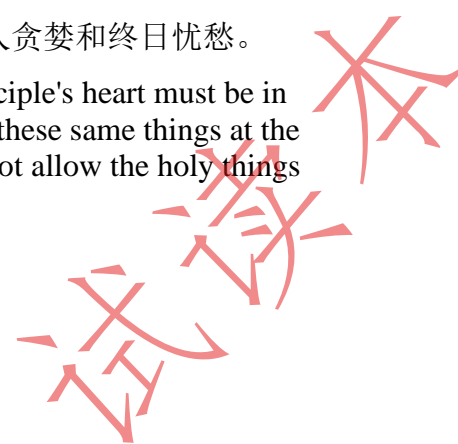 人贪婪和终日忧愁。
ciple's heart must be in
these same things at the
ot allow the holy things
试读本